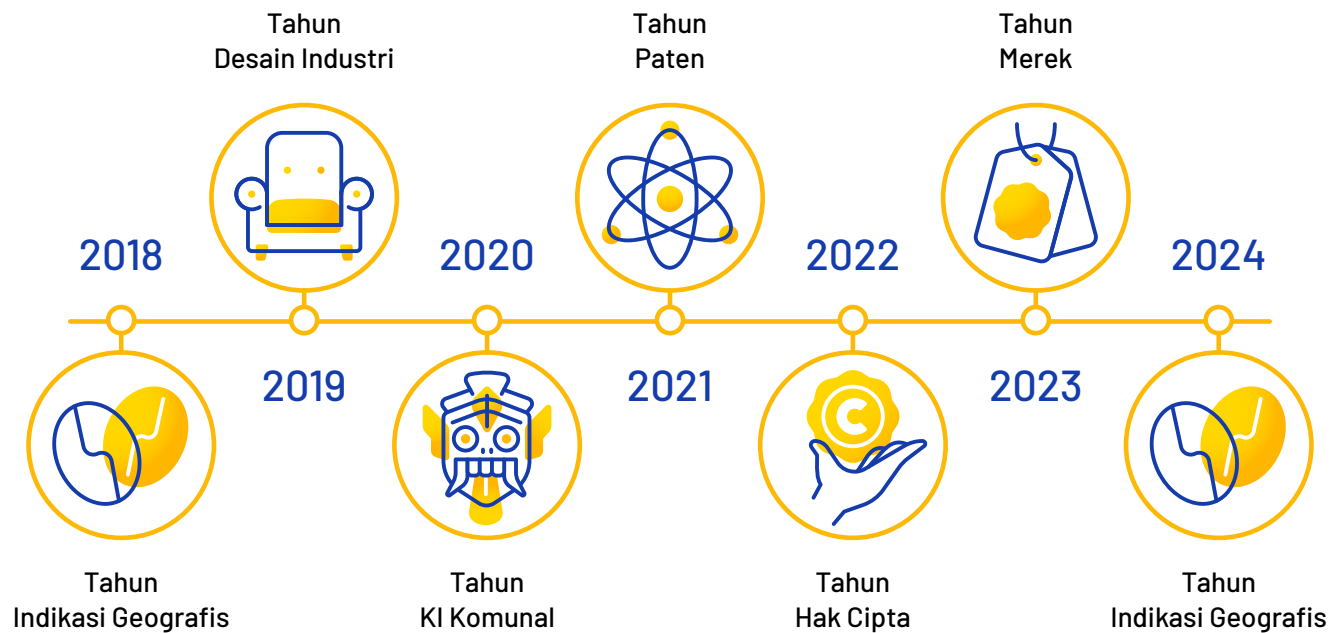 Tahun
Desain Industri
Tahun
Paten
Tahun
Merek
2018
2020
2022
2024
2019
2021
2023
C
Tahun
Indikasi Geografis
Tahun
KI Komunal
Tahun
Hak Cipta
Tahun
Indikasi Geografis